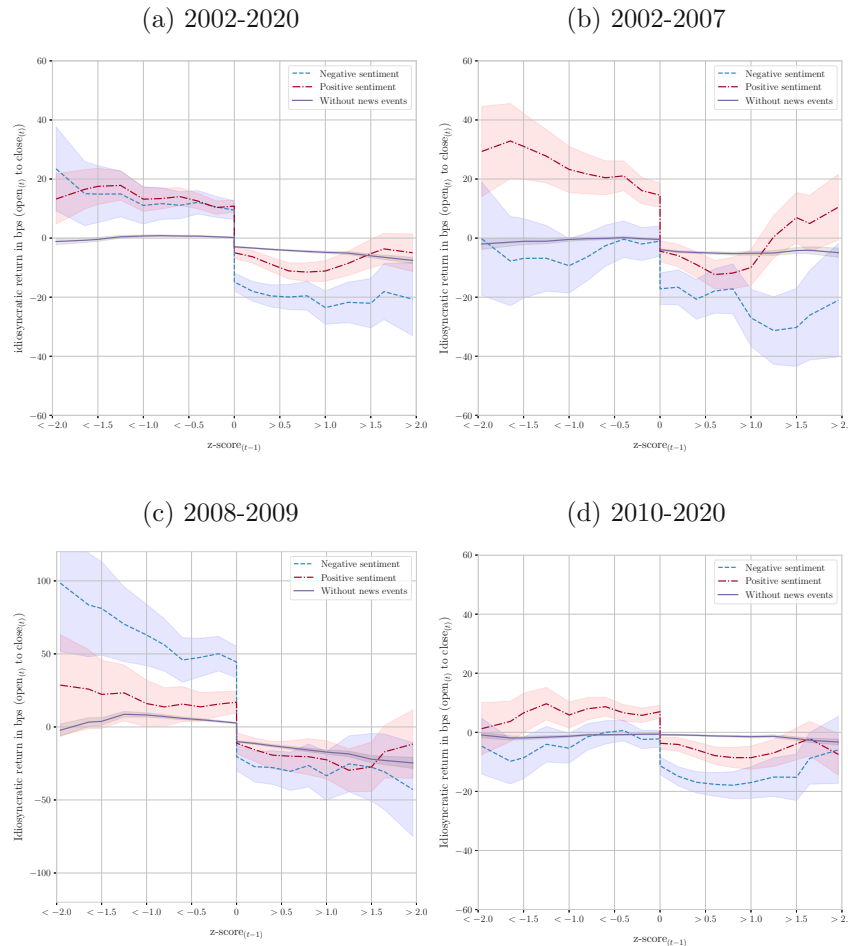 (a) 2002-2020
60
40
20
0
−20
−40
−60
idiosyncratic return in bps (open(t) to close(t))
Negative sentiment
Positive sentiment
Without news events
< −2.0 < −1.5 < −1.0 < −0.5 0 > 0.5 > 1.0 > 1.5 > 2.0
z-score(t−1)
(b) 2002-2007
60
40
20
0
−20
−40
−60
Idiosyncratic return in bps (open(t) to close(t))
Negative sentiment
Positive sentiment
Without news events
< −2.0 < −1.5 < −1.0 < −0.5 0 > 0.5 > 1.0 > 1.5 > 2.0
z-score(t−1)
(c) 2008-2009
100
50
0
−50
−100
Idiosyncratic return in bps (open(t) to close(t))
Negative sentiment
Positive sentiment
Without news events
< −2.0 < −1.5 < −1.0 < −0.5 0 > 0.5 > 1.0 > 1.5 > 2.0
z-score(t−1)
(d) 2010-2020
60
40
20
0
−20
−40
−60
Idiosyncratic return in bps (open(t) to close(t))
Negative sentiment
Positive sentiment
Without news events
< −2.0 < −1.5 < −1.0 < −0.5 0 > 0.5 > 1.0 > 1.5 > 2.0
z-score(t−1)